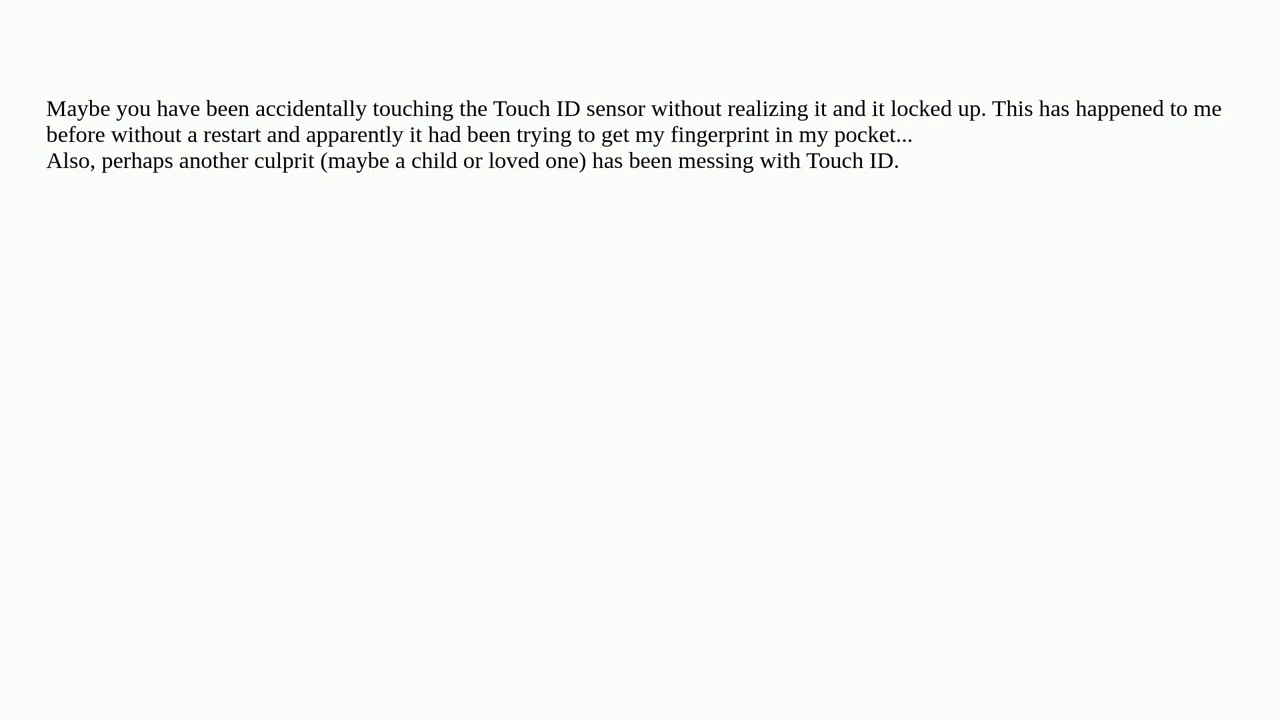 Maybe you have been accidentally touching the Touch ID sensor without realizing it and it locked up. This has happened to me
before without a restart and apparently it had been trying to get my fingerprint in my pocket...
Also, perhaps another culprit (maybe a child or loved one) has been messing with Touch ID.